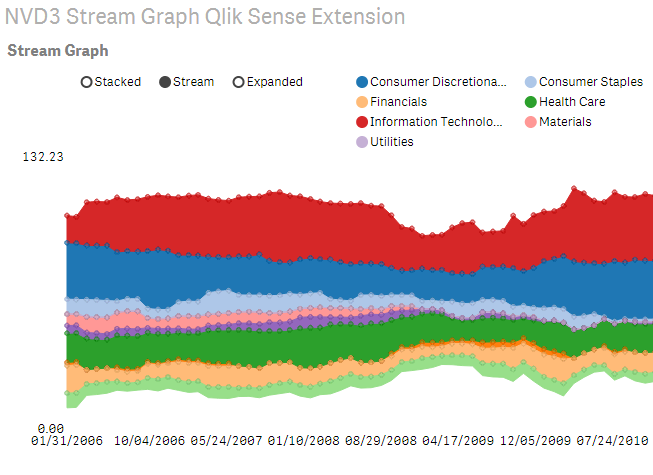 NVD3 Stream Graph Qlik Sense Extension
Stream Graph
Stacked Stream Expanded
Consumer Discretiona... Consumer Staples
Financials Health Care
Information Technolo... Materials
Utilities
132.23
0.00
01/31/2006 10/04/2006 05/24/2007 01/10/2008 08/29/2008 04/17/2009 12/05/2009 07/24/2010